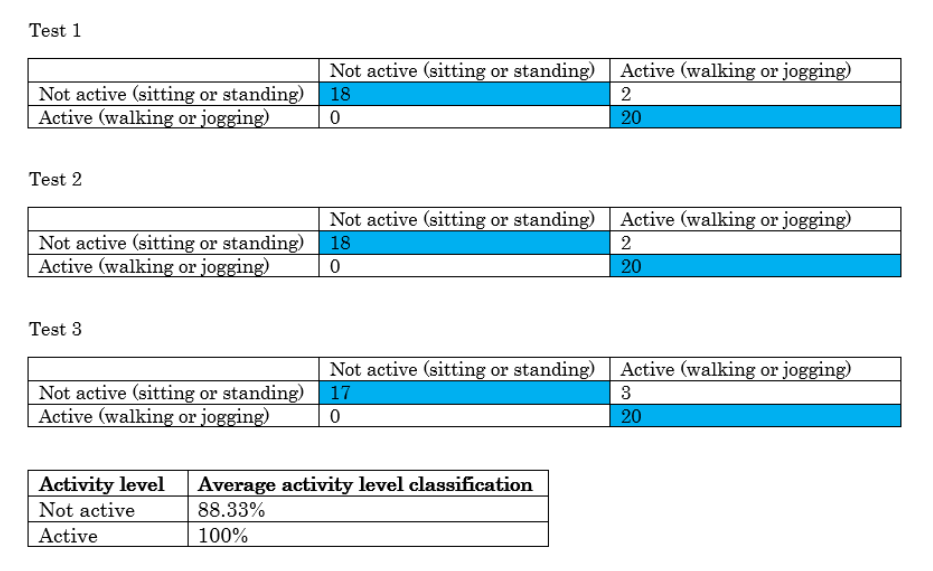 Test 1
Not active (sitting or standing) Active (walking or jogging)
Not active (sitting or standing) 18 2
Active (walking or jogging) 0 20
Test 2
Not active (sitting or standing) Active (walking or jogging)
Not active (sitting or standing) 18 2
Active (walking or jogging) 0 20
Test 3
Not active (sitting or standing) Active (walking or jogging)
Not active (sitting or standing) 17 3
Active (walking or jogging) 0 20
Activity level Average activity level classification
Not active 88.33%
Active 100%